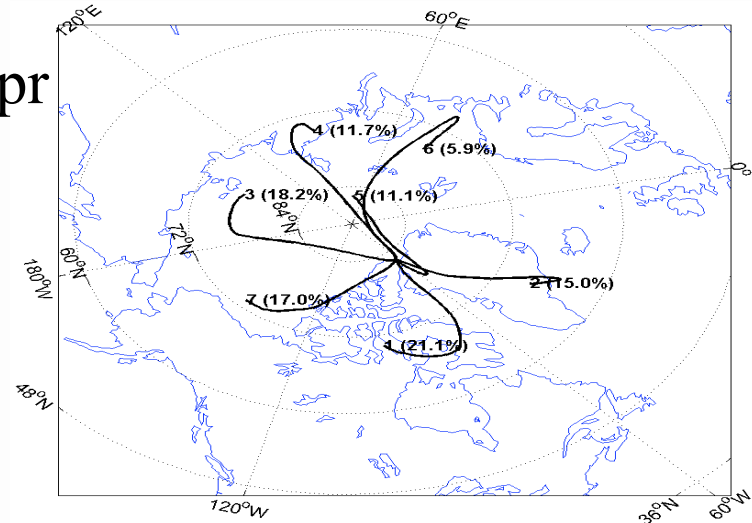 120°E
60°E
pr
4 (11.7%)
6 (5.9%)
3 (18.2%)
5 (11.1%)
0°
84°N
72°N
60°N
180°W
2 (15.0%)
7 (17.0%)
1 (21.1%)
48°N
120°W
36°N
60°W